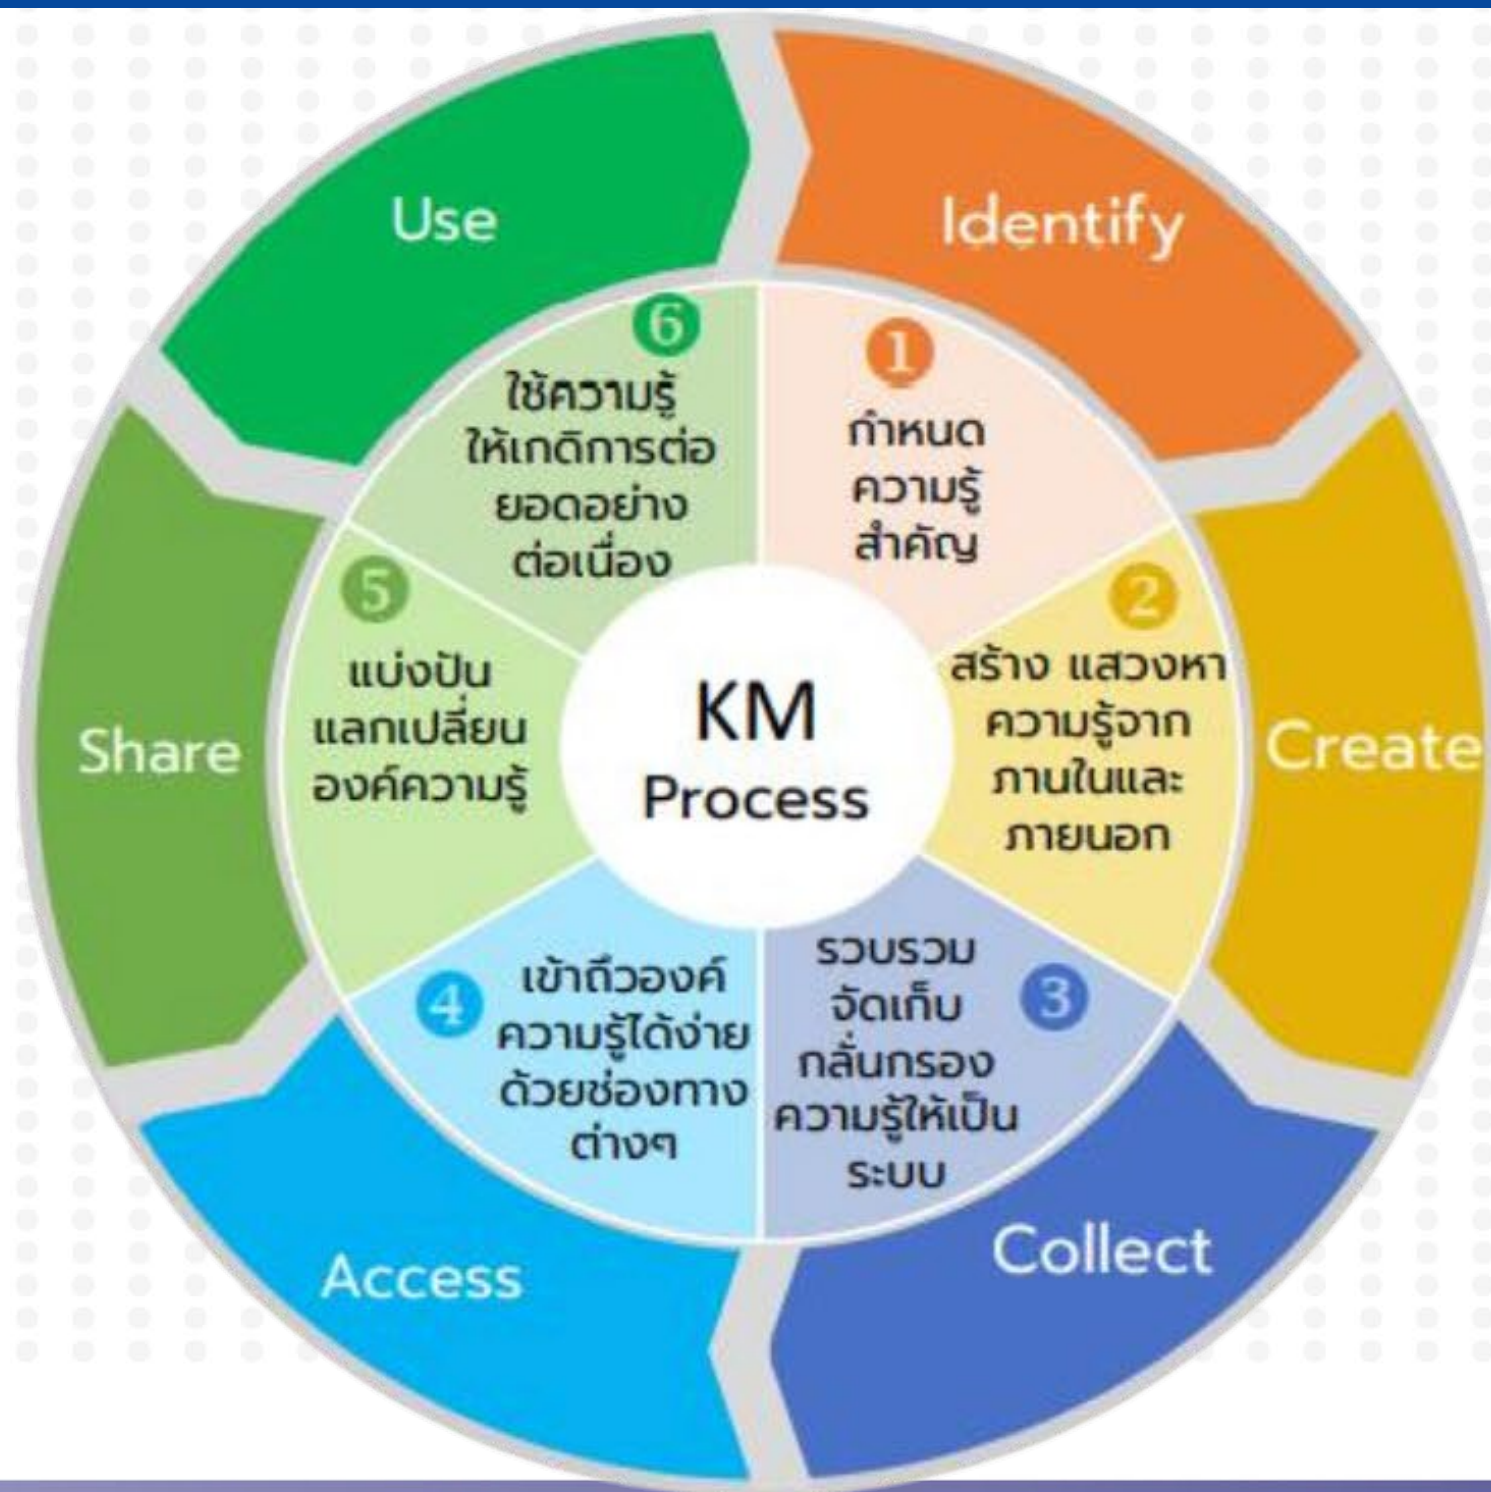 KM
Process
Identify
1
กำหนด
ความรู้
สำคัญ
Create
2
สร้าง แสวงหา
ความรู้จาก
ภานในและ
ภายนอก
Collect
3
รวบรวม
จัดเก็บ
กลั่นกรอง
ความรู้ให้เป็น
ระบบ
Access
4
เข้าถึวองค์
ความรู้ได้ง่าย
ด้วยช่องทาง
ต่างๆ
Share
5
แบ่งปัน
แลกเปลี่ยน
องค์ความรู้
Use
6
ใช้ความรู้
ให้เกดิการต่อ
ยอดอย่าง
ต่อเนื่อง